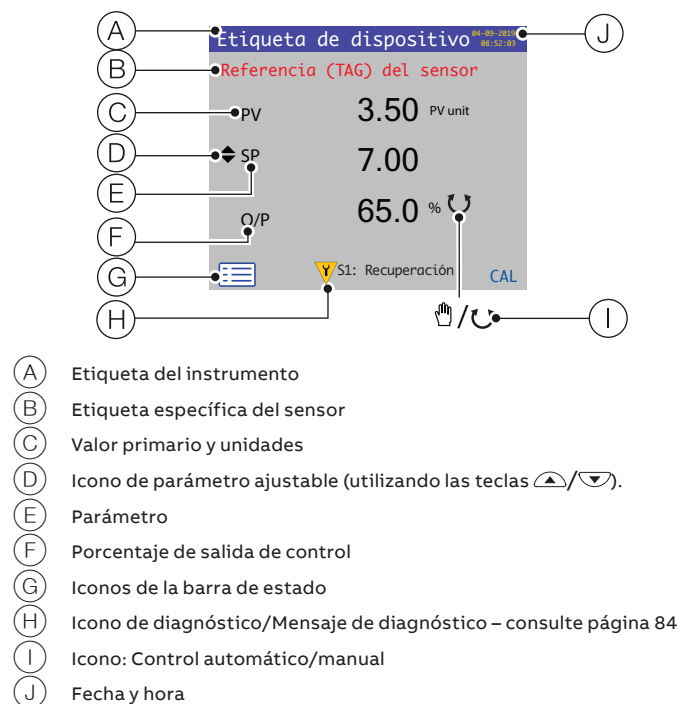 A
Etiqueta de dispositivo 04-09-2019
08:52:03
J
B
Referencia (TAG) del sensor
C
PV 3.50 PV unit
D
SP 7.00
E
O/P 65.0 %
F
G
S1: Recuperación CAL
H
/
I
A Etiqueta del instrumento
B Etiqueta específica del sensor
C Valor primario y unidades
D Icono de parámetro ajustable (utilizando las teclas /).
E Parámetro
F Porcentaje de salida de control
G Iconos de la barra de estado
H Icono de diagnóstico/Mensaje de diagnóstico – consulte página 84
I Icono: Control automático/manual
J Fecha y hora